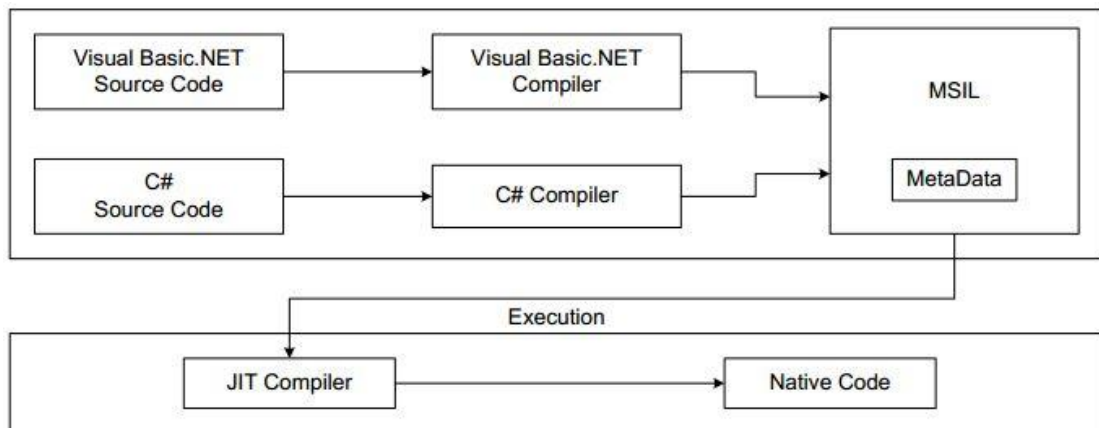 Visual Basic.NET
Source Code
Visual Basic.NET
Compiler
MSIL
MetaData
C#
Source Code
C# Compiler
Execution
JIT Compiler
Native Code